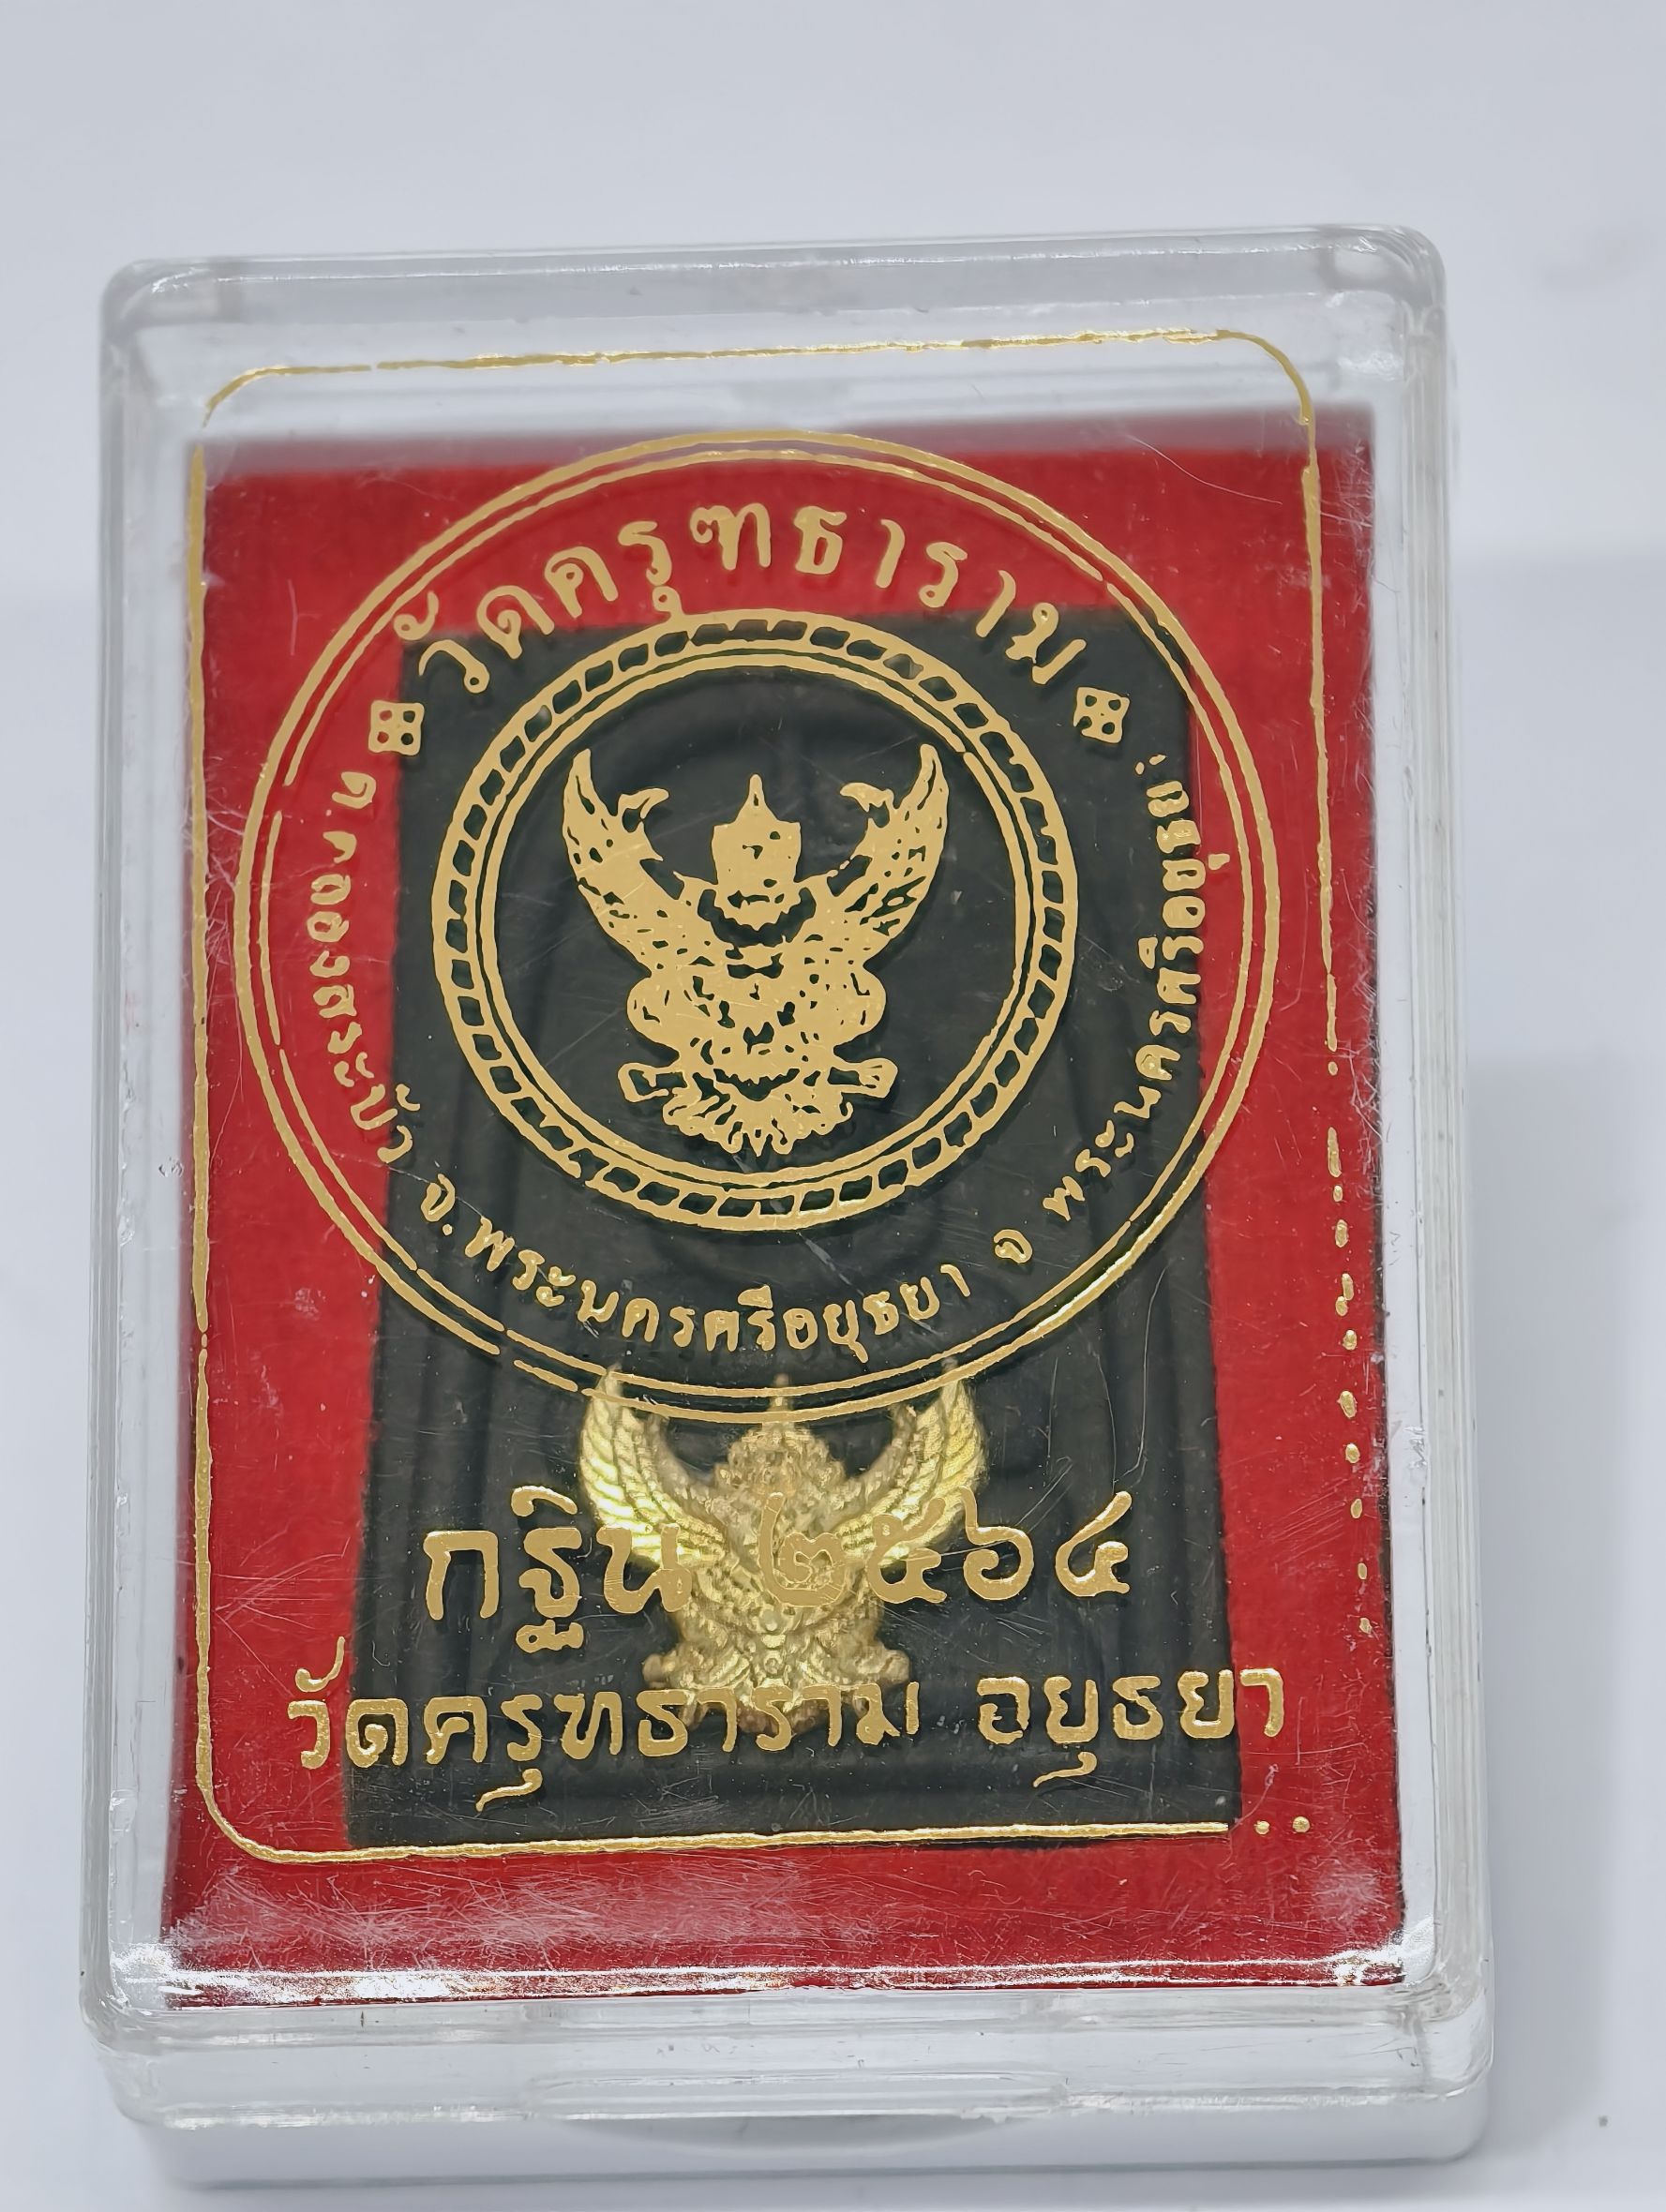 วัดครุฑธาราม
ต.คลองสระบัว อ.พระนครศรีอยุธยา จ พระนครศรีอยุธยา
กฐิน ๒๕๖๔
วัดครุฑธาราม อยุธยา